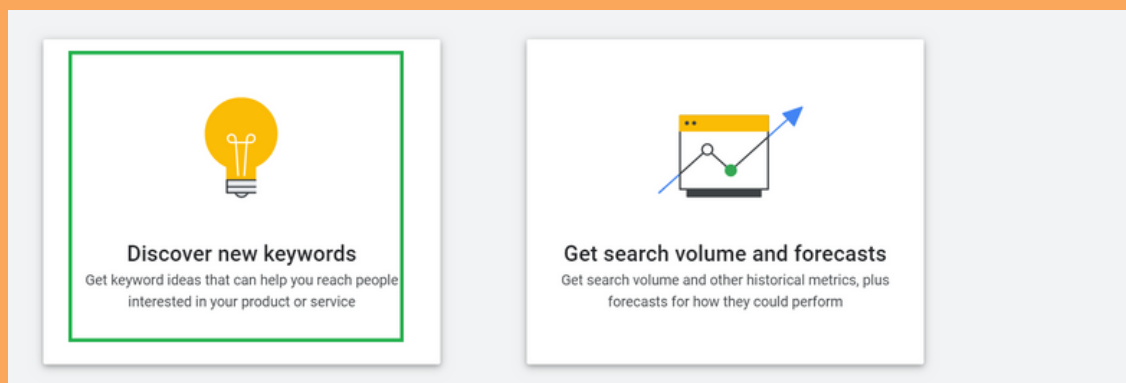 Discover new keywords
Get keyword ideas that can help you reach people
interested in your product or service
Get search volume and forecasts
Get search volume and other historical metrics, plus
forecasts for how they could perform